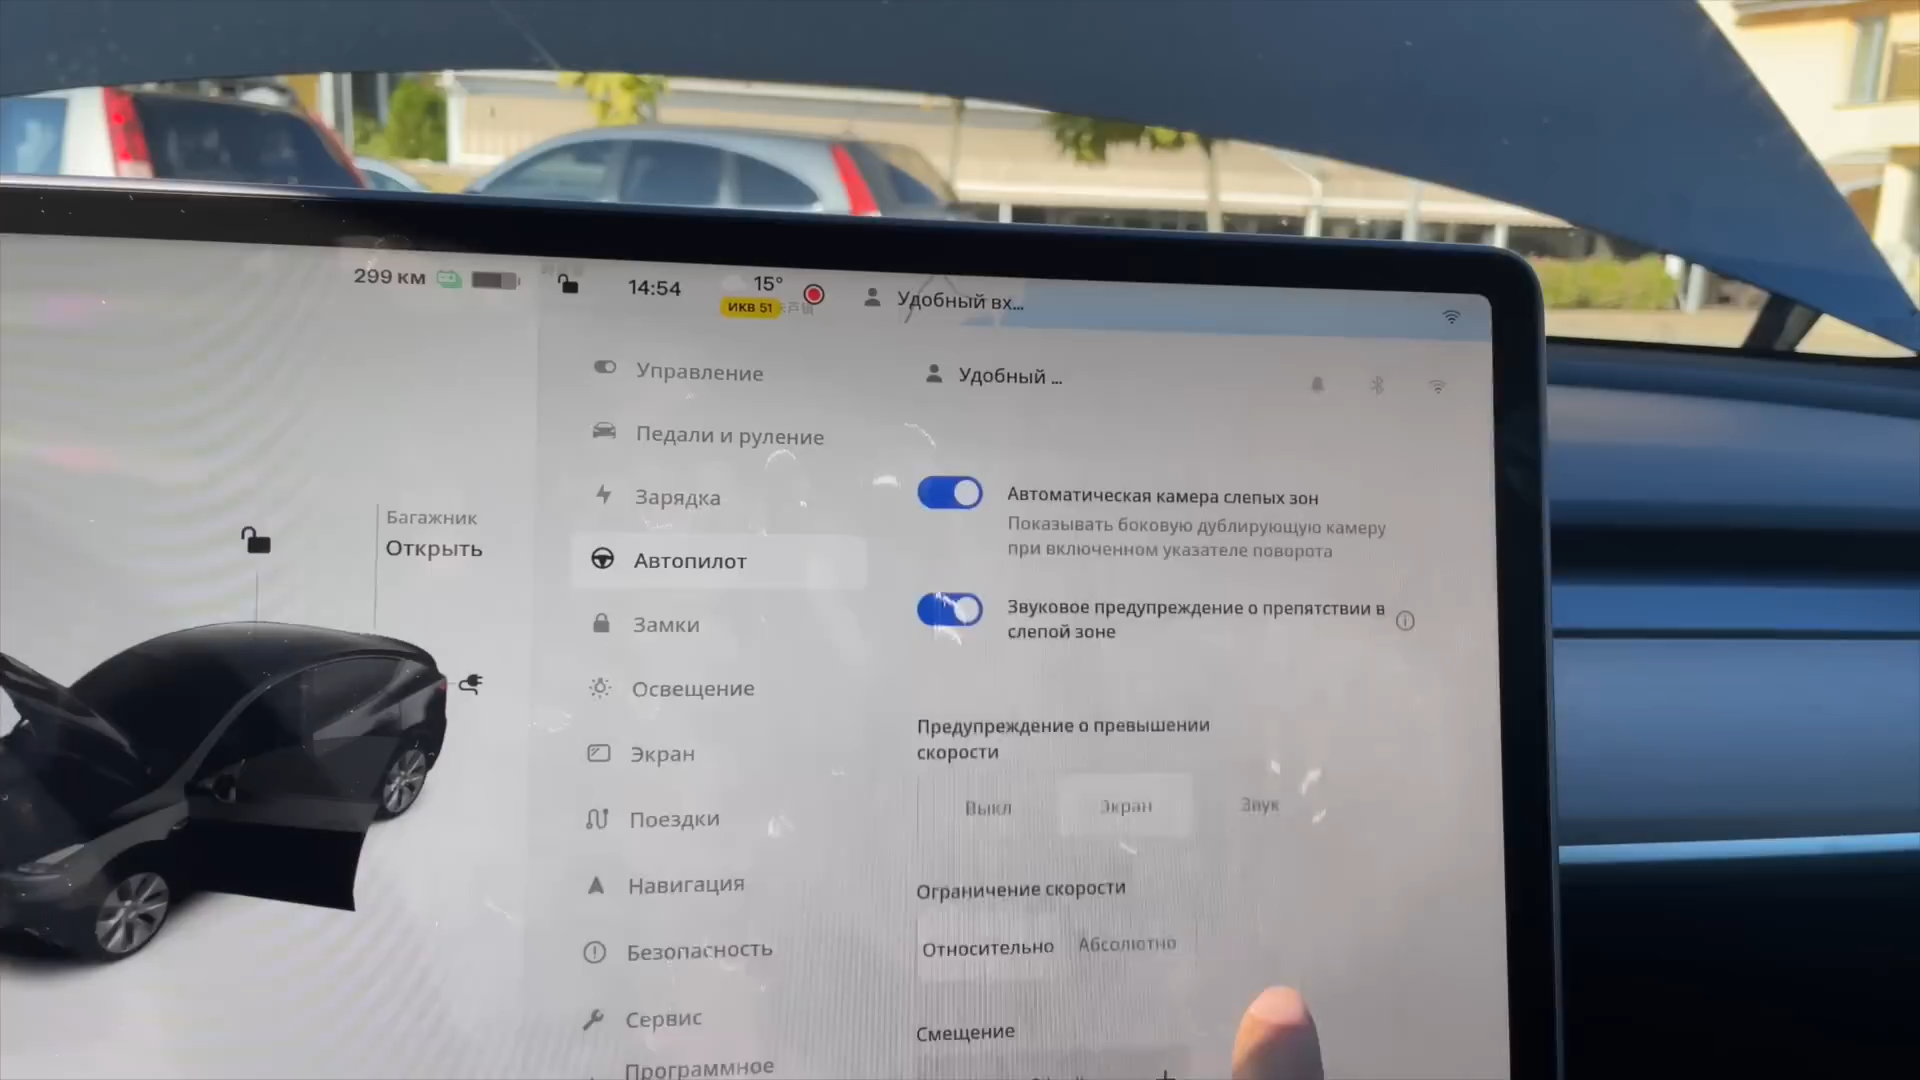 299 км
14:54
15°
ИКВ 51
Удобный вх...
Багажник
Открыть
Управление
Педали и руление
Зарядка
Автопилот
Замки
Освещение
Экран
Поездки
Навигация
Безопасность
Сервис
Программное
Удобный ...
Автоматическая камера слепых зон
Показывать боковую дублирующую камеру
при включенном указателе поворота
Звуковое предупреждение о препятствии в
слепой зоне
Предупреждение о превышении
скорости
Выкл Экран Звук
Ограничение скорости
Относительно Абсолютно
Смещение
+